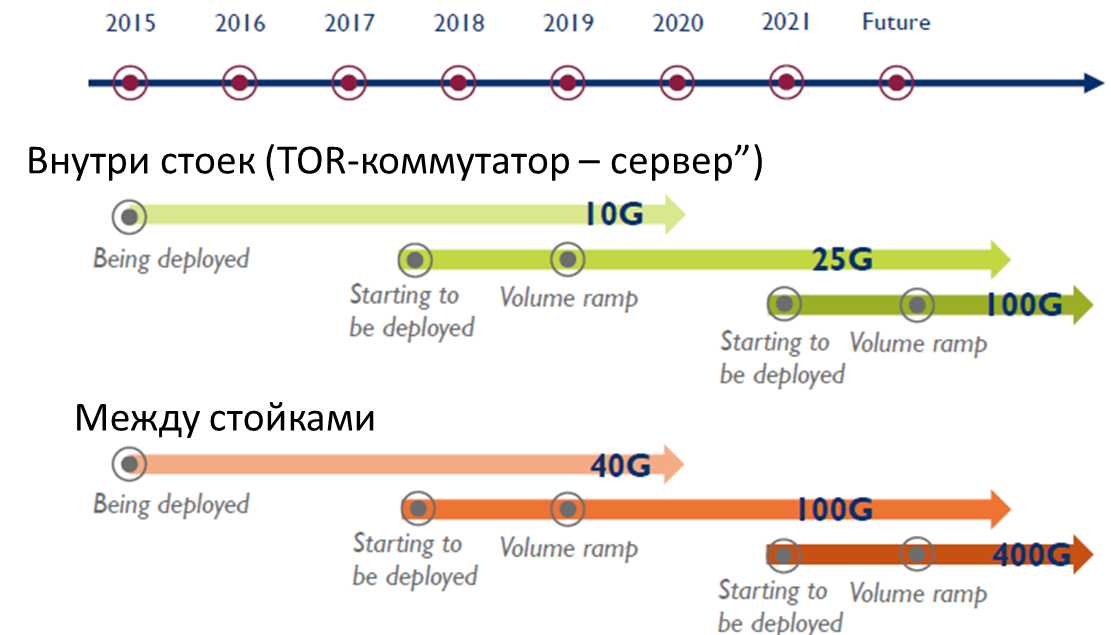 2015 2016 2017 2018 2019 2020 2021 Future
Внутри стоек (TOR-коммутатор – сервер”)
10G
Being deployed
25G
Starting to
be deployed
Volume ramp
100G
Starting to
be deployed
Volume ramp
Между стойками
40G
Being deployed
100G
Starting to
be deployed
Volume ramp
400G
Starting to
be deployed
Volume ramp